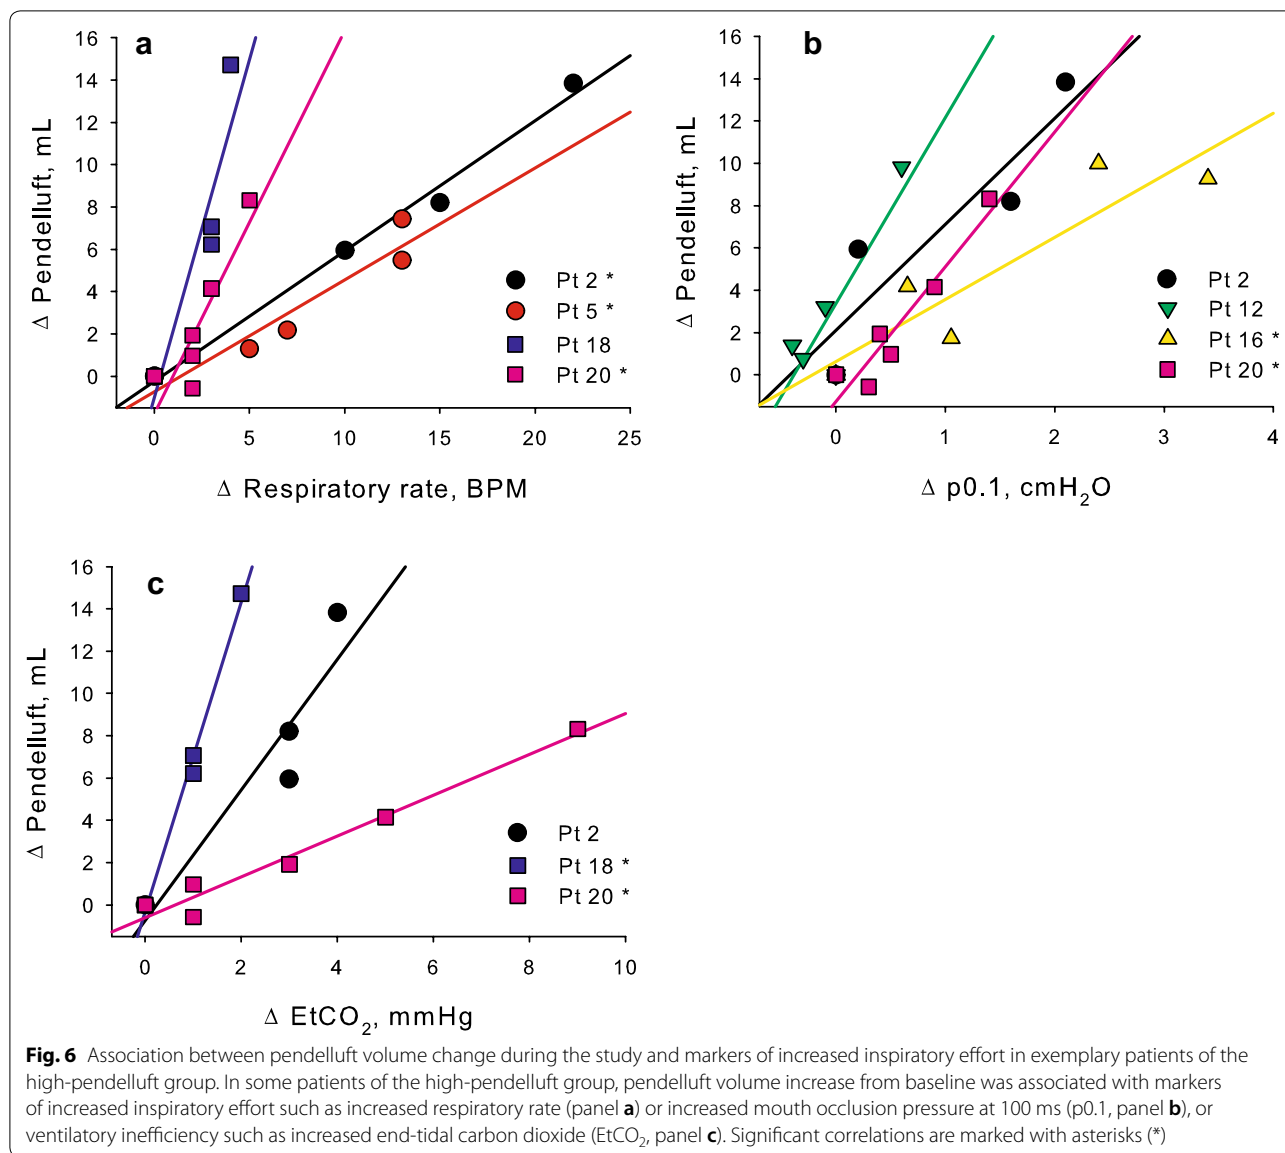 a
16
14
12
10
8
6
4
2
0
Δ Pendelluft, mL
Pt 2 *
Pt 5 *
Pt 18
Pt 20 *
0 5 10 15 20 25
Δ Respiratory rate, BPM
b
16
14
12
10
8
6
4
2
0
Δ Pendelluft, mL
Pt 2
Pt 12
Pt 16 *
Pt 20 *
0 1 2 3 4
Δ p0.1, cmH2O
c
16
14
12
10
8
6
4
2
0
Δ Pendelluft, mL
Pt 2
Pt 18 *
Pt 20 *
0 2 4 6 8 10
Δ EtCO2, mmHg
Fig. 6 Association between pendelluft volume change during the study and markers of increased inspiratory effort in exemplary patients of the
high-pendelluft group. In some patients of the high-pendelluft group, pendelluft volume increase from baseline was associated with markers
of increased inspiratory effort such as increased respiratory rate (panel a) or increased mouth occlusion pressure at 100 ms (p0.1, panel b), or
ventilatory inefficiency such as increased end-tidal carbon dioxide (EtCO2, panel c). Significant correlations are marked with asterisks (*)